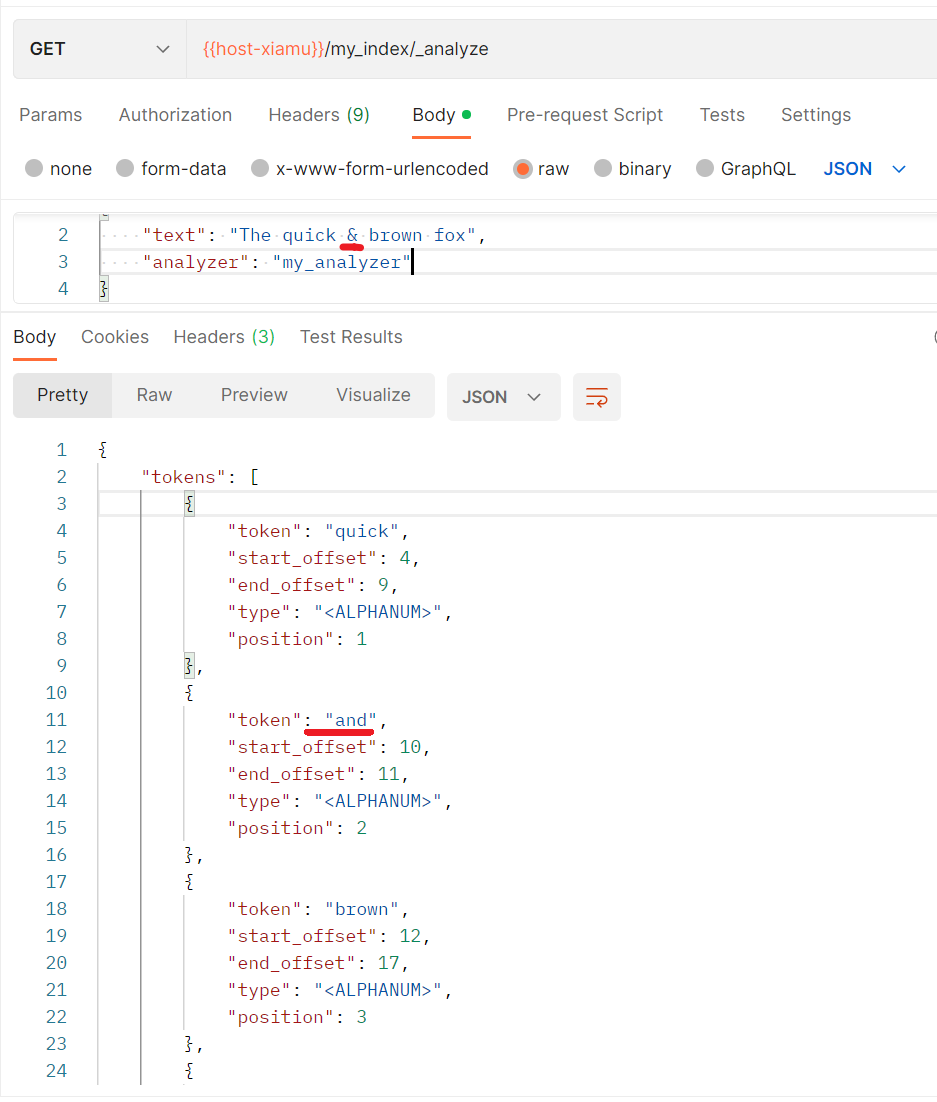 GET {{host-xiamu}}/my_index/_analyze
Params Authorization Headers (9) Body Pre-request Script Tests Settings
none form-data x-www-form-urlencoded raw binary GraphQL JSON
2 "text": "The quick & brown fox",
3 "analyzer": "my_analyzer"
4 }
Body Cookies Headers (3) Test Results
Pretty Raw Preview Visualize JSON
1 {
2 "tokens": [
3 {
4 "token": "quick",
5 "start_offset": 4,
6 "end_offset": 9,
7 "type": "<ALPHANUM>",
8 "position": 1
9 },
10 {
11 "token": "and",
12 "start_offset": 10,
13 "end_offset": 11,
14 "type": "<ALPHANUM>",
15 "position": 2
16 },
17 {
18 "token": "brown",
19 "start_offset": 12,
20 "end_offset": 17,
21 "type": "<ALPHANUM>",
22 "position": 3
23 },
24 {